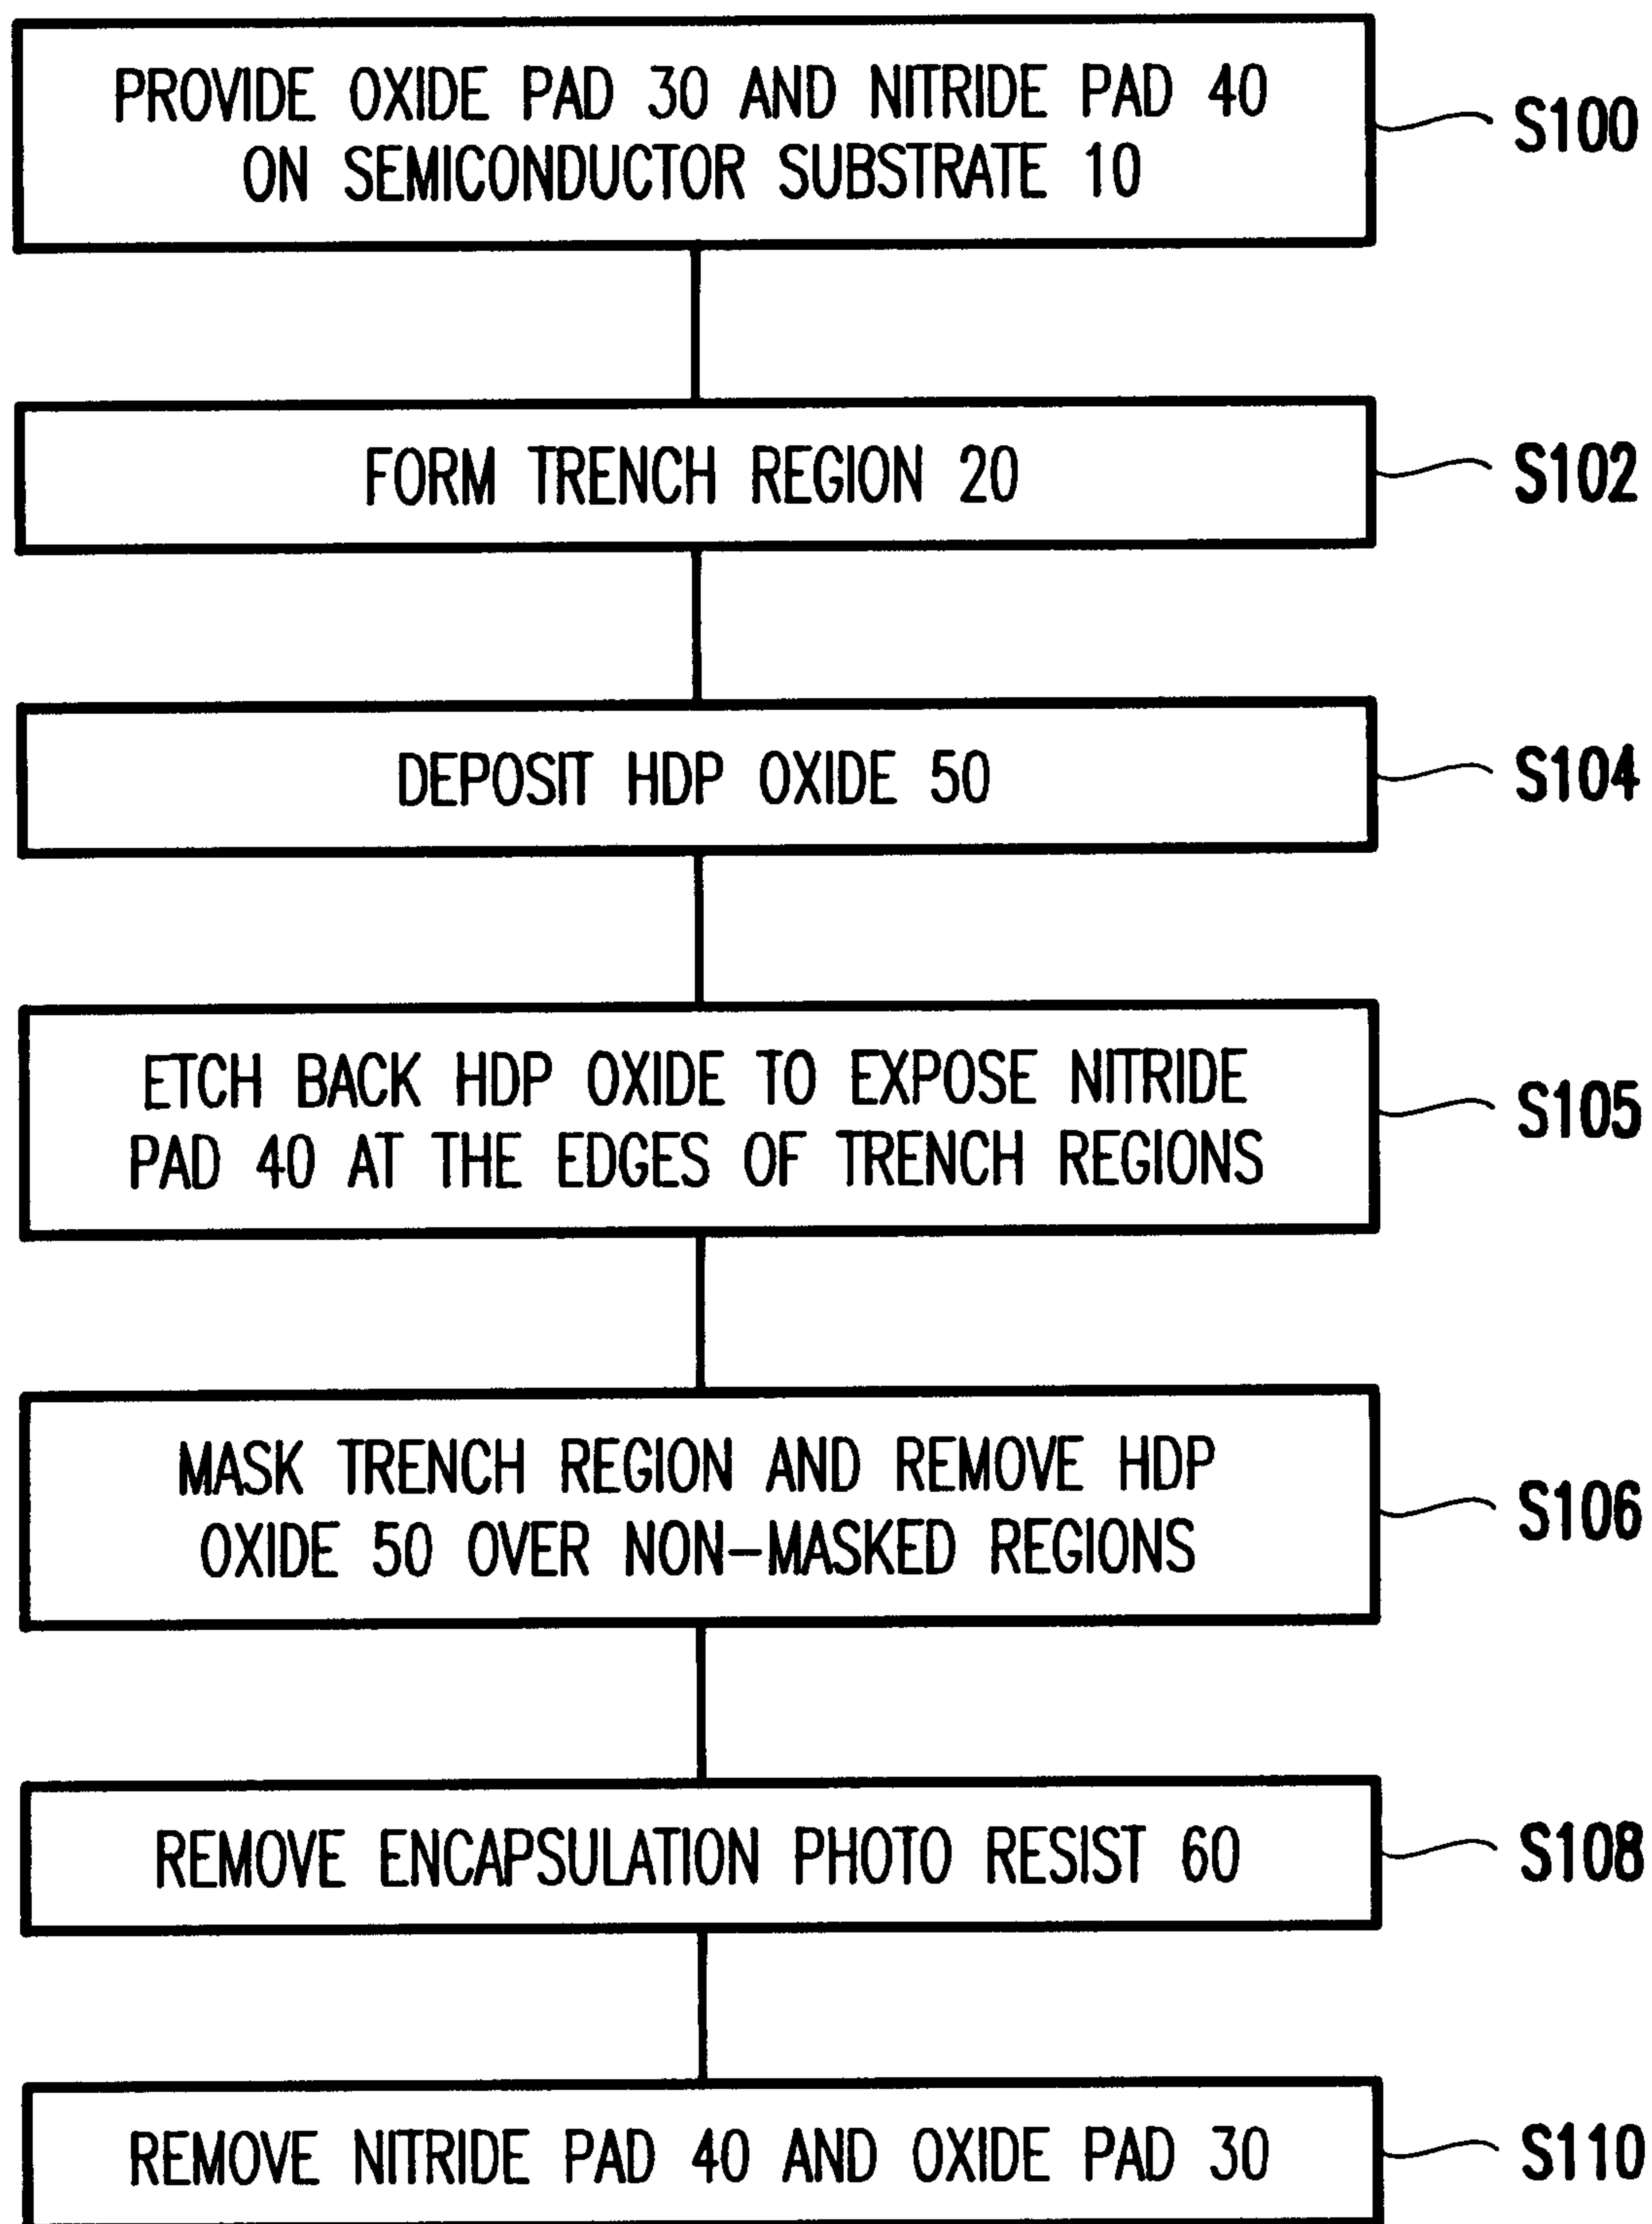 PROVIDE OXIDE PAD 30 AND NITRIDE PAD 40
ON SEMICONDUCTOR SUBSTRATE 10
S100
FORM TRENCH REGION 20
S102
DEPOSIT HDP OXIDE 50
S104
ETCH BACK HDP OXIDE TO EXPOSE NITRIDE
PAD 40 AT THE EDGES OF TRENCH REGIONS
S105
MASK TRENCH REGION AND REMOVE HDP
OXIDE 50 OVER NON-MASKED REGIONS
S106
REMOVE ENCAPSULATION PHOTO RESIST 60
S108
REMOVE NITRIDE PAD 40 AND OXIDE PAD 30
S110